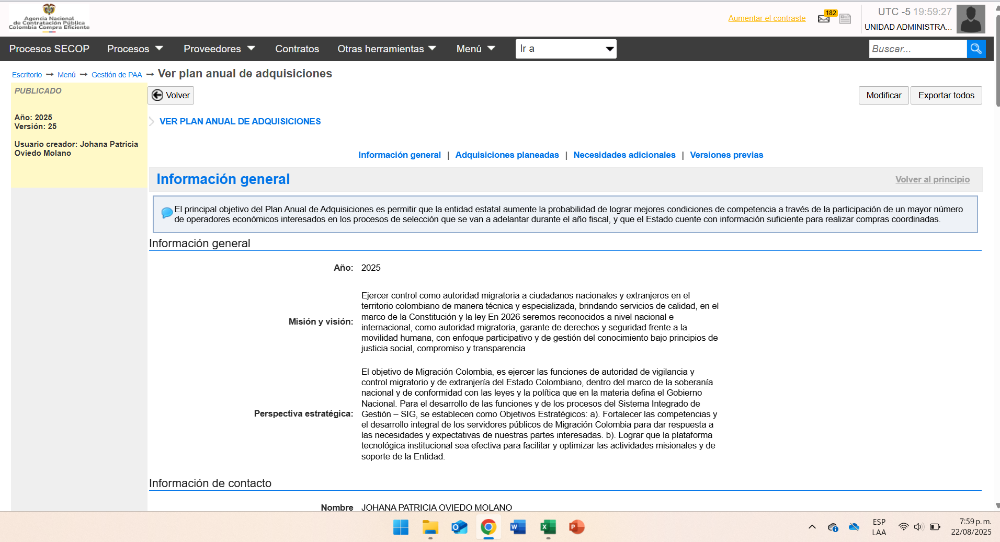 Agencia Nacional
de Contratación Pública
Colombia Compra Eficiente
Aumentar el contraste
182
UTC -5 19:59:27
UNIDAD ADMINISTRA...
Procesos SECOP
Procesos
Proveedores
Contratos
Otras herramientas
Menú
Ir a
Buscar...
Escritorio → Menú → Gestión de PAA → Ver plan anual de adquisiciones
PUBLICADO
Año: 2025
Versión: 25
Usuario creador: Johana Patricia
Oviedo Molano
Volver
Modificar
Exportar todos
VER PLAN ANUAL DE ADQUISICIONES
Información general | Adquisiciones planeadas | Necesidades adicionales | Versiones previas
Información general
Volver al principio
El principal objetivo del Plan Anual de Adquisiciones es permitir que la entidad estatal aumente la probabilidad de lograr mejores condiciones de competencia a través de la participación de un mayor número
de operadores económicos interesados en los procesos de selección que se van a adelantar durante el año fiscal, y que el Estado cuente con información suficiente para realizar compras coordinadas.
Información general
Año: 2025
Misión y visión:
Ejercer control como autoridad migratoria a ciudadanos nacionales y extranjeros en el
territorio colombiano de manera técnica y especializada, brindando servicios de calidad, en el
marco de la Constitución y la ley En 2026 seremos reconocidos a nivel nacional e
internacional, como autoridad migratoria, garante de derechos y seguridad frente a la
movilidad humana, con enfoque participativo y de gestión del conocimiento bajo principios de
justicia social, compromiso y transparencia
Perspectiva estratégica:
El objetivo de Migración Colombia, es ejercer las funciones de autoridad de vigilancia y
control migratorio y de extranjería del Estado Colombiano, dentro del marco de la soberanía
nacional y de conformidad con las leyes y la política que en la materia defina el Gobierno
Nacional. Para el desarrollo de las funciones y de los procesos del Sistema Integrado de
Gestión – SIG, se establecen como Objetivos Estratégicos: a). Fortalecer las competencias y
el desarrollo integral de los servidores públicos de Migración Colombia para dar respuesta a
las necesidades y expectativas de nuestras partes interesadas. b). Lograr que la plataforma
tecnológica institucional sea efectiva para facilitar y optimizar las actividades misionales y de
soporte de la Entidad.
Información de contacto
Nombre JOHANA PATRICIA OVIEDO MOLANO
ESP
LAA
7:59 p. m.
22/08/2025